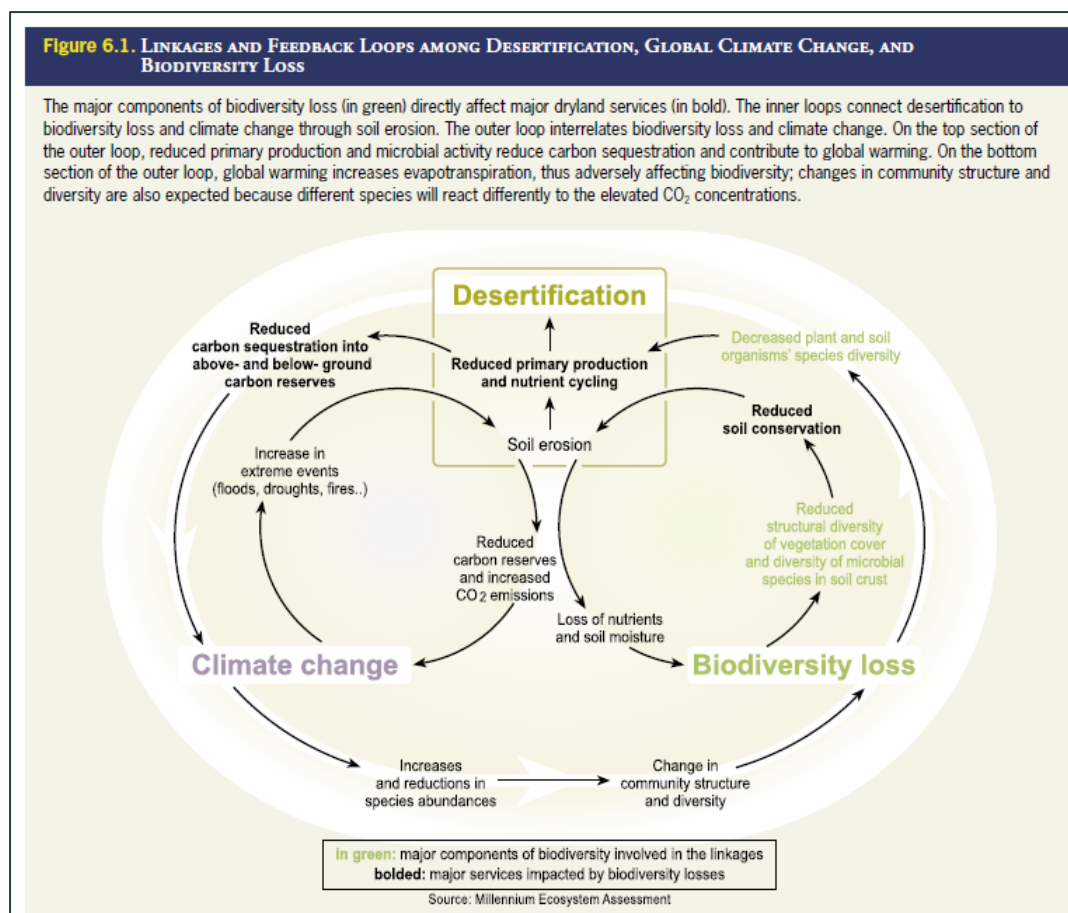 Figure 6.1. Linkages and Feedback Loops among Desertification, Global Climate Change, and
Biodiversity Loss
The major components of biodiversity loss (in green) directly affect major dryland services (in bold). The inner loops connect desertification to
biodiversity loss and climate change through soil erosion. The outer loop interrelates biodiversity loss and climate change. On the top section of
the outer loop, reduced primary production and microbial activity reduce carbon sequestration and contribute to global warming. On the bottom
section of the outer loop, global warming increases evapotranspiration, thus adversely affecting biodiversity; changes in community structure and
diversity are also expected because different species will react differently to the elevated CO₂ concentrations.
Desertification
Reduced
carbon sequestration into
above- and below- ground
carbon reserves
Reduced primary production
and nutrient cycling
Decreased plant and soil
organisms' species diversity
Reduced
soil conservation
Soil erosion
Increase in
extreme events
(floods, droughts, fires..)
Reduced
structural diversity
of vegetation cover
and diversity of microbial
species in soil crust
Reduced
carbon reserves
and increased
CO₂ emissions
Loss of nutrients
and soil moisture
Climate change
Biodiversity loss
Increases
and reductions in
species abundances
Change in
community structure
and diversity
in green: major components of biodiversity involved in the linkages
bolded: major services impacted by biodiversity losses
Source: Millennium Ecosystem Assessment